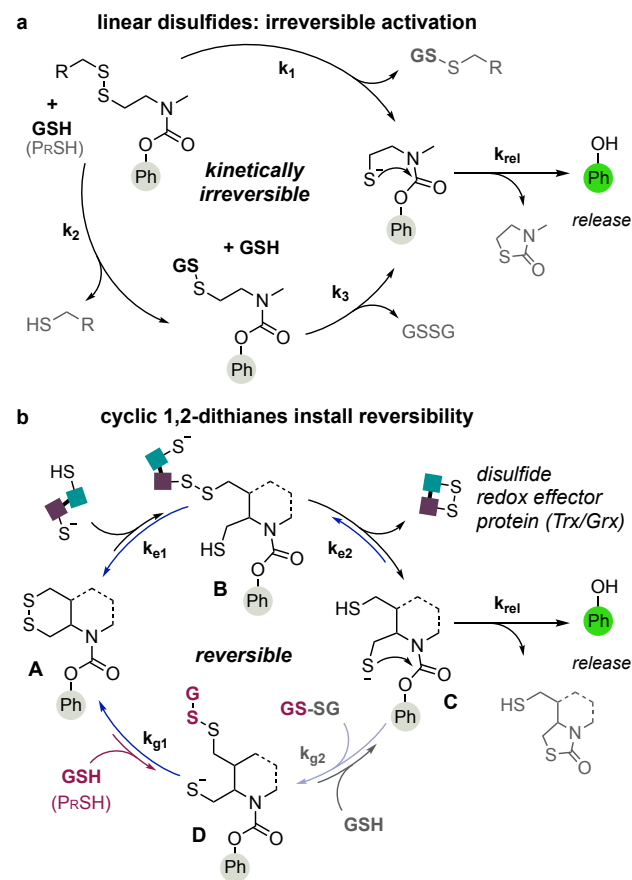 a linear disulfides: irreversible activation
R
S
S
N
O
O
Ph
+
GSH
(PRSH)
k1
GS
S
R
kinetically
irreversible
N
S
-
O
O
Ph
krel
OH
Ph
release
N
S
O
k2
HS
R
+ GSH
GS
S
N
O
O
Ph
k3
GSSG
b cyclic 1,2-dithianes install reversibility
HS
S
-
S
-
S
S
HS
N
O
O
Ph
B
ke1
ke2
S
S
disulfide
redox effector
protein (Trx/Grx)
S
S
N
O
O
Ph
A
reversible
HS
S
-
N
O
O
Ph
C
krel
OH
Ph
release
HS
N
S
O
kg1
GSH
(PRSH)
G
S
S
S
-
N
O
O
Ph
D
GS-SG
kg2
GSH